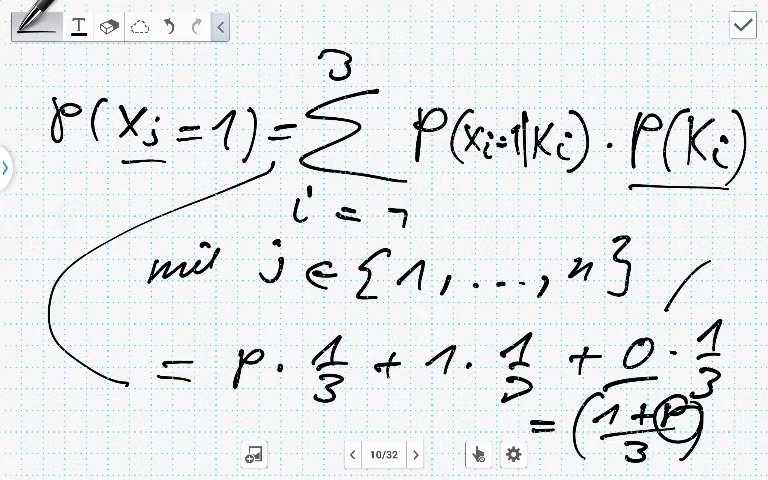 T
P(X_j = 1) = \sum_{i=1}^{3} P(X_i=1|K_i) · P(K_i)
mit j ∈ {1, ..., n}
= p · 1/3 + 1 · 1/3 + 0 · 1/3
= (1+p / 3)
10/32